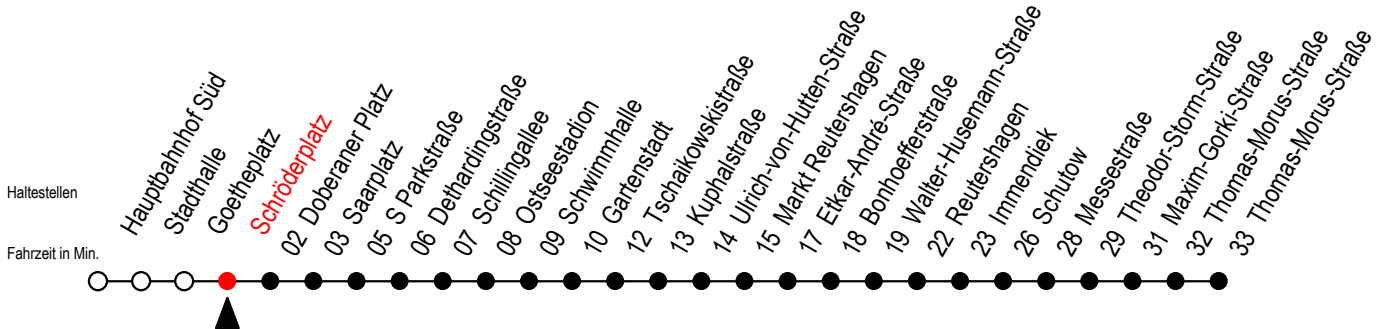 Haltestellen
Fahrzeit in Min.
Hauptbahnhof Süd
Stadthalle
Goetheplatz
Schröderplatz
02 Doberaner Platz
03 Saarplatz
05 S Parkstraße
06 Dethardingstraße
07 Schillingallee
08 Ostseestadion
09 Schwimmhalle
10 Gartenstadt
12 Tschaikowskistraße
13 Kuphalstraße
14 Ulrich-von-Hutten-Straße
15 Markt Reutershagen
17 Etkar-André-Straße
18 Bonhoefferstraße
19 Walter-Husemann-Straße
22 Reutershagen
23 Immendiek
26 Schutow
28 Messestraße
29 Theodor-Storm-Straße
31 Maxim-Gorki-Straße
32 Thomas-Morus-Straße
33 Thomas-Morus-Straße